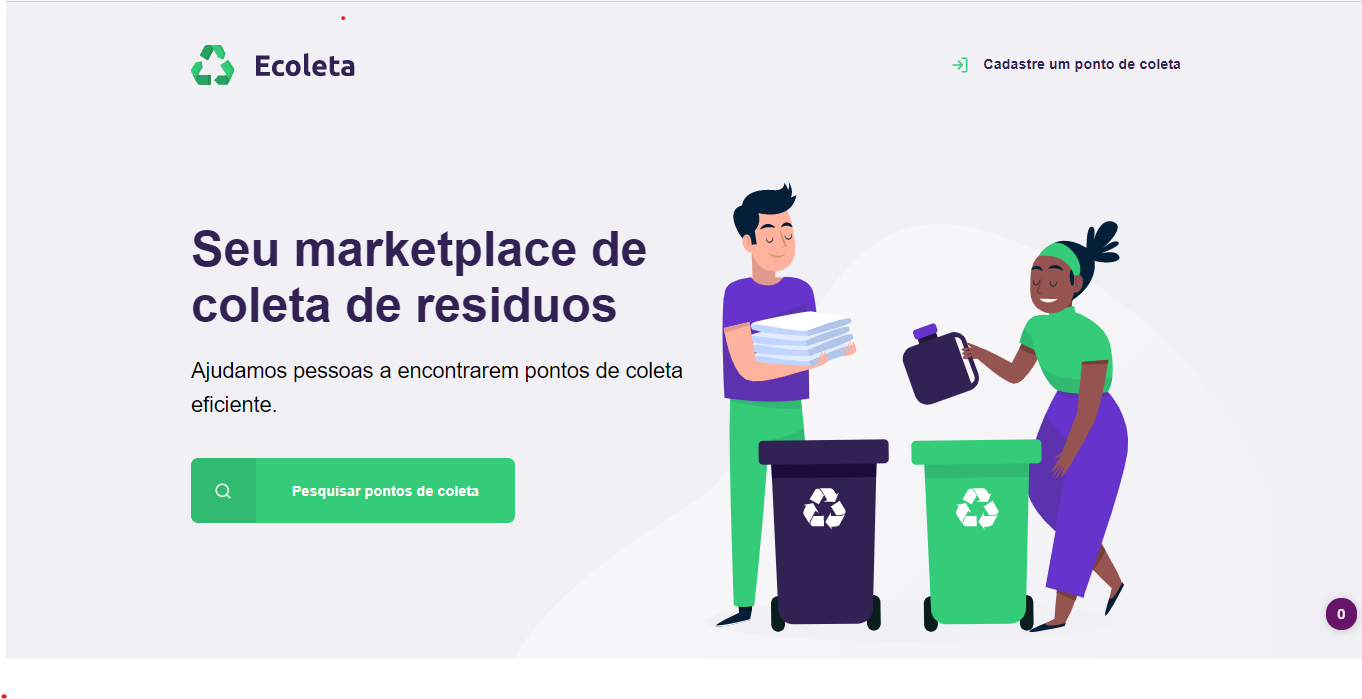 Ecoleta
Cadastre um ponto de coleta
Seu marketplace de
coleta de residuos
Ajudamos pessoas a encontrarem pontos de coleta
eficiente.
Pesquisar pontos de coleta
0